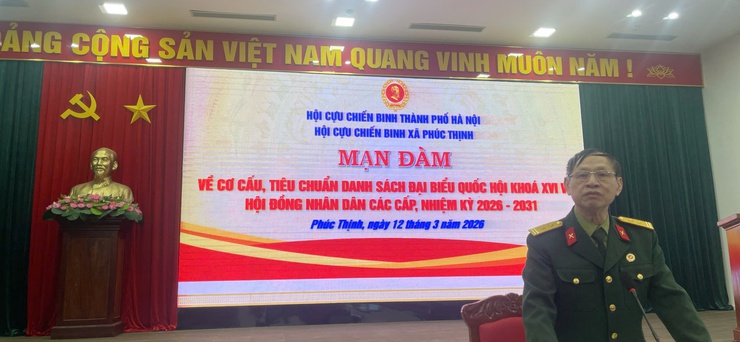 ĐẢNG CỘNG SẢN VIỆT NAM QUANG VINH MUÔN NĂM !
HỘI CỰU CHIẾN BINH THÀNH PHỐ HÀ NỘI
HỘI CỰU CHIẾN BINH XÃ PHÚC THỊNH
MẠN ĐÀM
VỀ CƠ CẤU, TIÊU CHUẨN DANH SÁCH ĐẠI BIỂU QUỐC HỘI KHOÁ XVI V
HỘI ĐỒNG NHÂN DÂN CÁC CẤP, NHIỆM KỲ 2026 - 2031
Phúc Thịnh, ngày 12 tháng 3 năm 2026